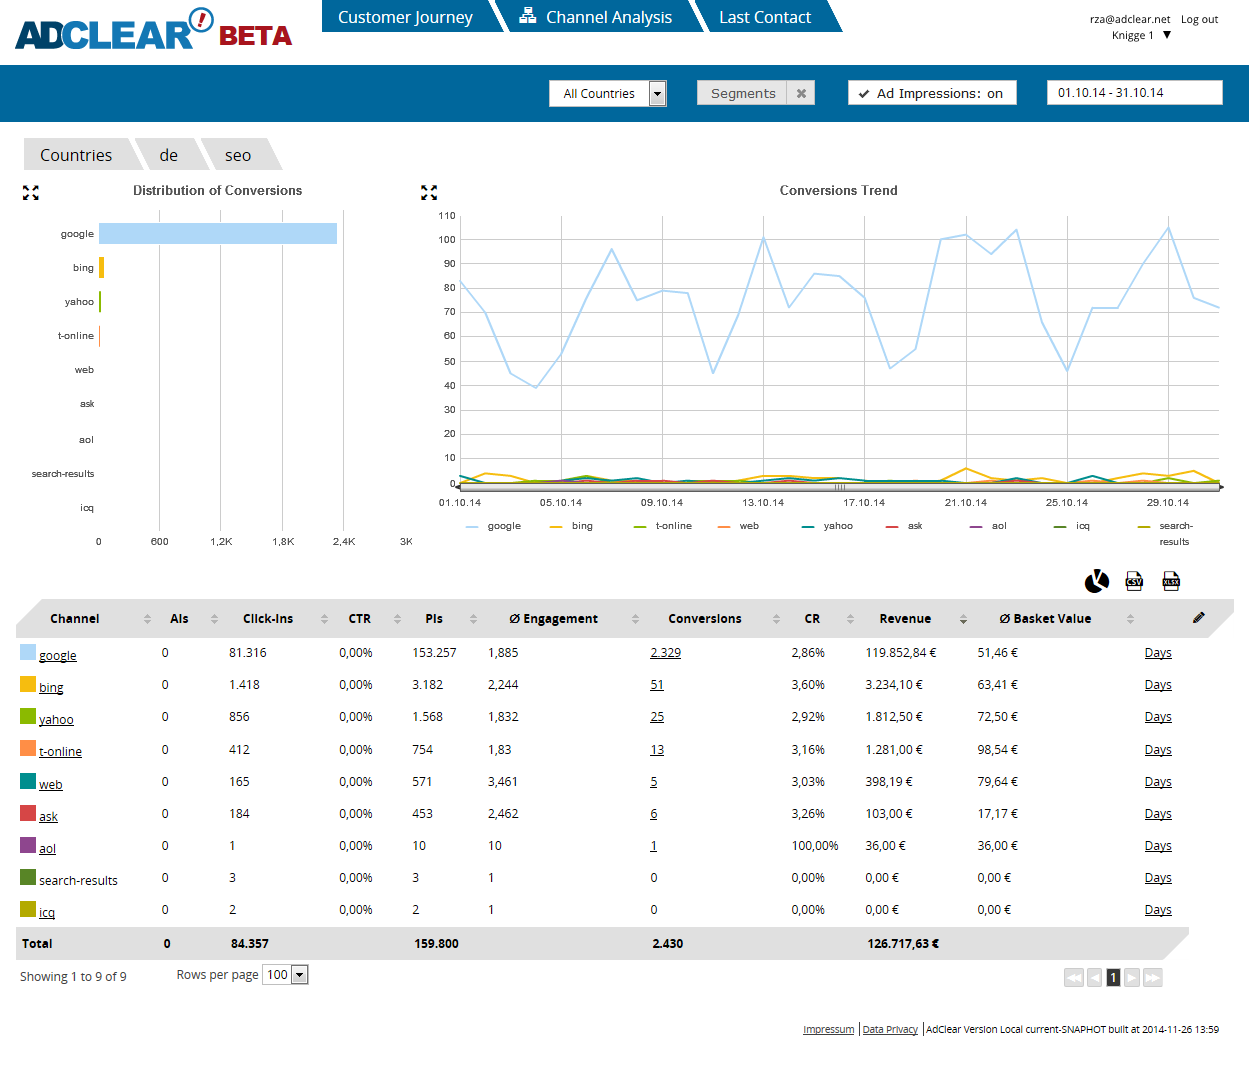 ADCLEAR! BETA
Customer Journey
Channel Analysis
Last Contact
rza@adclear.net Log out
Knigge 1 ▼
All Countries
Segments ✖
✔ Ad Impressions: on
01.10.14 - 31.10.14
Countries
de
seo
Distribution of Conversions
google
bing
yahoo
t-online
web
ask
aol
search-results
icq
0 600 1,2K 1,8K 2,4K 3K
Conversions Trend
110
100
90
80
70
60
50
40
30
20
10
0
01.10.14 05.10.14 09.10.14 13.10.14 17.10.14 21.10.14 25.10.14 29.10.14
google bing t-online web yahoo ask aol icq search-
results
CSV XLSX
Channel AIs Click-Ins CTR PIs Ø Engagement Conversions CR Revenue Ø Basket Value
google 0 81.316 0,00% 153.257 1,885 2.329 2,86% 119.852,84 € 51,46 € Days
bing 0 1.418 0,00% 3.182 2,244 51 3,60% 3.234,10 € 63,41 € Days
yahoo 0 856 0,00% 1.568 1,832 25 2,92% 1.812,50 € 72,50 € Days
t-online 0 412 0,00% 754 1,83 13 3,16% 1.281,00 € 98,54 € Days
web 0 165 0,00% 571 3,461 5 3,03% 398,19 € 79,64 € Days
ask 0 184 0,00% 453 2,462 6 3,26% 103,00 € 17,17 € Days
aol 0 1 0,00% 10 10 1 100,00% 36,00 € 36,00 € Days
search-results 0 3 0,00% 3 1 0 0,00% 0,00 € 0,00 € Days
icq 0 2 0,00% 2 1 0 0,00% 0,00 € 0,00 € Days
Total 0 84.357 159.800 2.430 126.717,63 €
Showing 1 to 9 of 9 Rows per page 100
1
Impressum Data Privacy AdClear Version Local current-SNAPHOT built at 2014-11-26 13:59